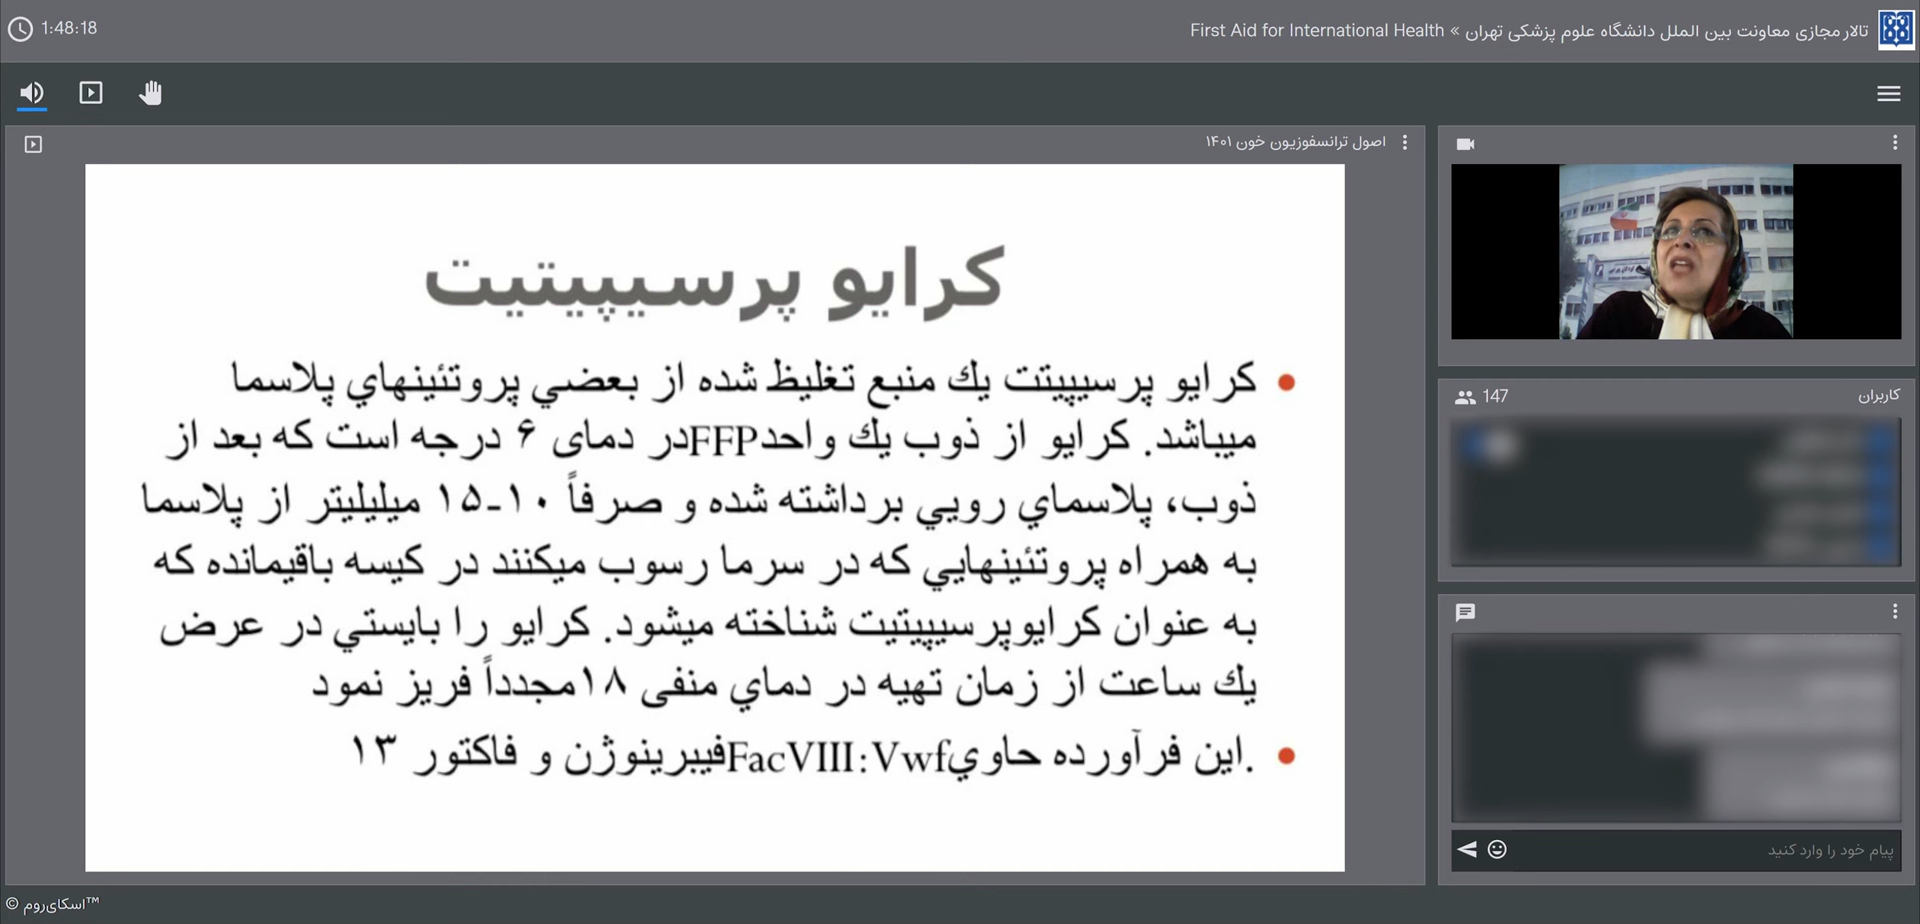 1:48:18
تالار مجازی معاونت بین الملل دانشگاه علوم پزشکی تهران » First Aid for International Health
اصول ترانسفوزیون خون ۱۴۰۱
کرایو پرسیپیتیت
کرایو پرسیپیتت يك منبع تغليظ شده از بعضي پروتئينهاي پلاسما
ميباشد. كرايو از ذوب يك واحدFFPدر دمای ۶ درجه است كه بعد از
ذوب، پلاسماي رويي برداشته شده و صرفاً ۱۰-۱۵ ميليليتر از پلاسما
به همراه پروتئينهايي كه در سرما رسوب ميكنند در كيسه باقيمانده كه
به عنوان كرايوپرسيپيتيت شناخته ميشود. كرايو را بايستي در عرض
يك ساعت از زمان تهيه در دماي منفی ۱۸مجدداً فريز نمود
.اين فرآورده حاويFacVIII:Vwfفيبرينوژن و فاكتور ۱۳
کاربران
147
پیام خود را وارد کنید
© اسکای‌روم™